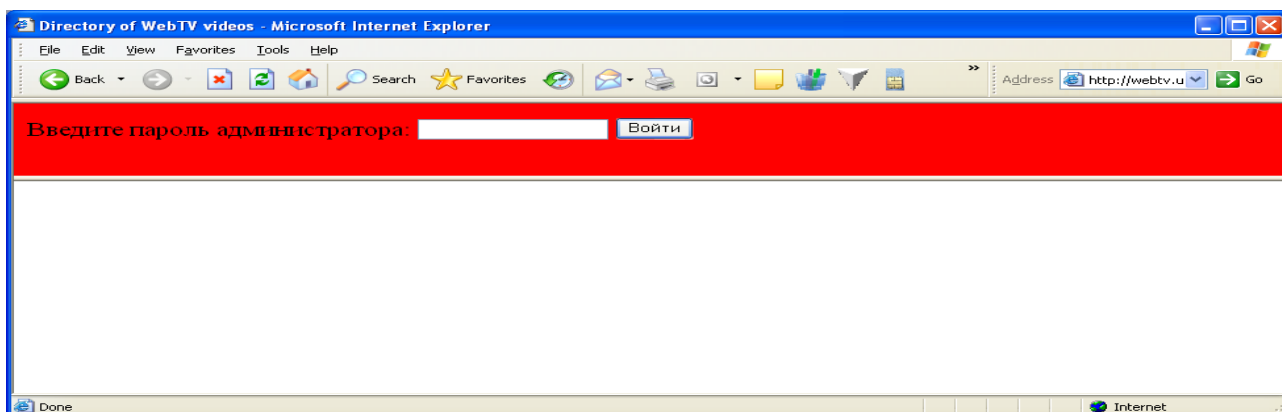 Directory of WebTV videos - Microsoft Internet Explorer
File Edit View Favorites Tools Help
Back Search Favorites » Address http://webtv.u Go
Введите пароль администратора: Войти
Done Internet